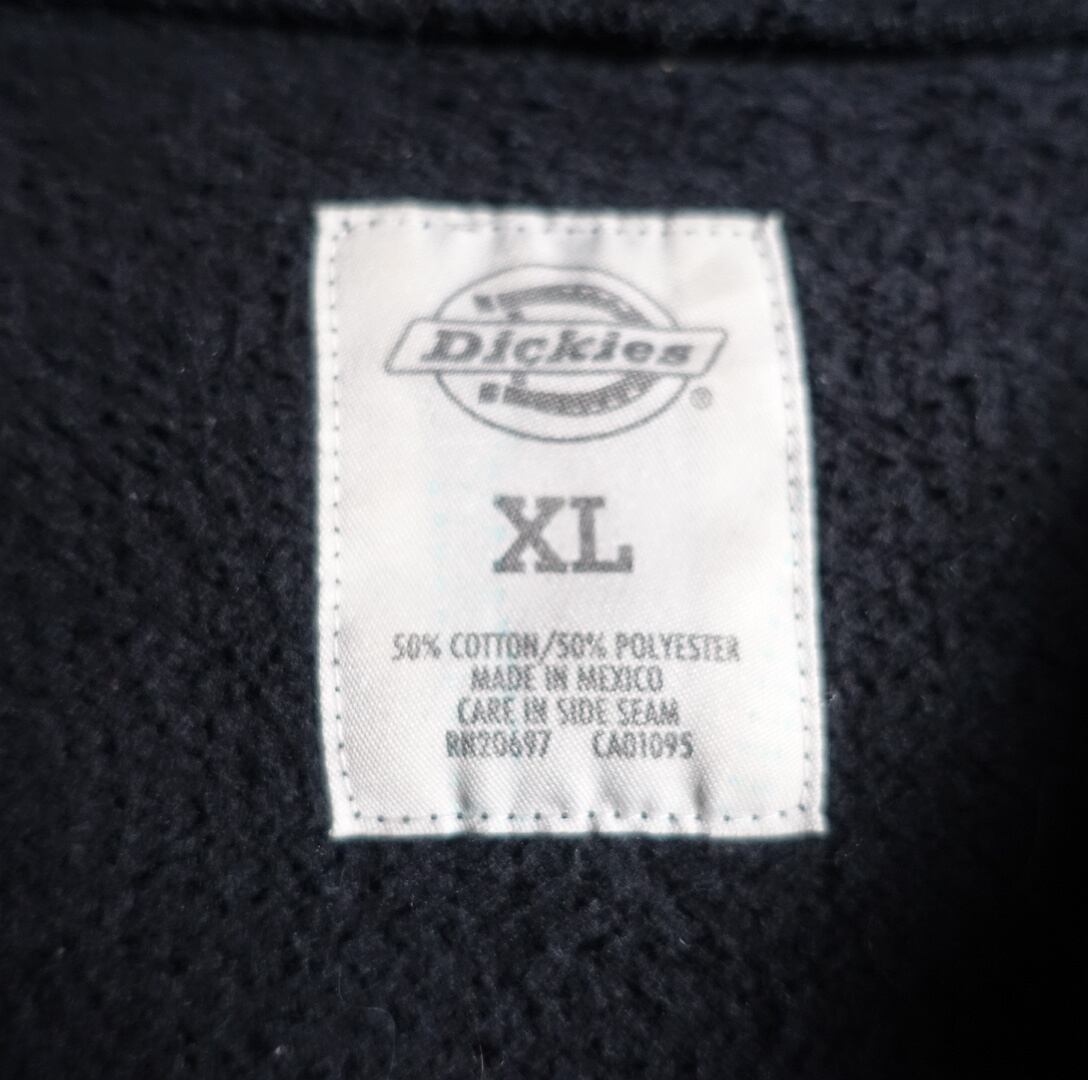 Dickies
®
XL
50% COTTON/50% POLYESTER
MADE IN MEXICO
CARE IN SIDE SEAM
RN20697 CA01095